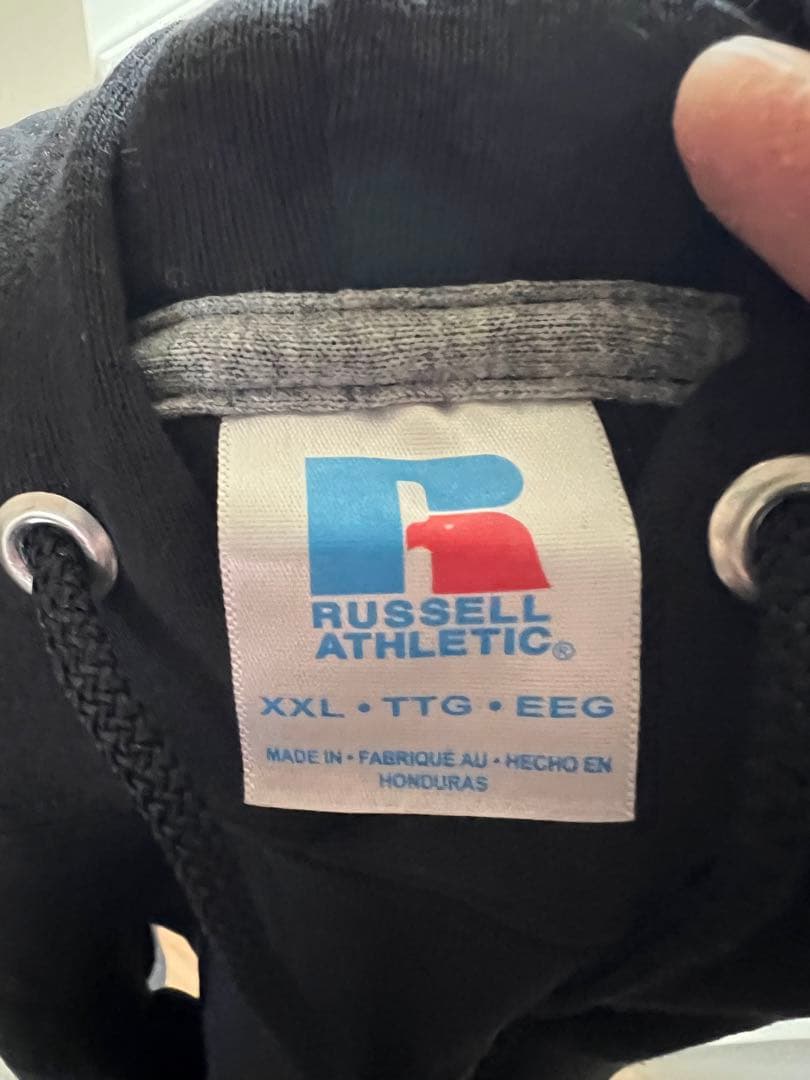 RUSSELL
ATHLETIC®
XXL • TTG • EEG
MADE IN • FABRIQUÉ AU • HECHO EN
HONDURAS